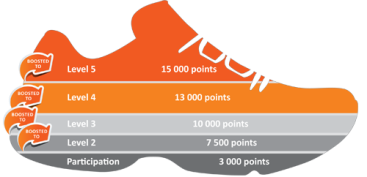 BOOSTED
TO
Level 5 15 000 points
BOOSTED
TO
Level 4 13 000 points
BOOSTED
TO
Level 3 10 000 points
BOOSTED
TO
Level 2 7 500 points
Participation 3 000 points